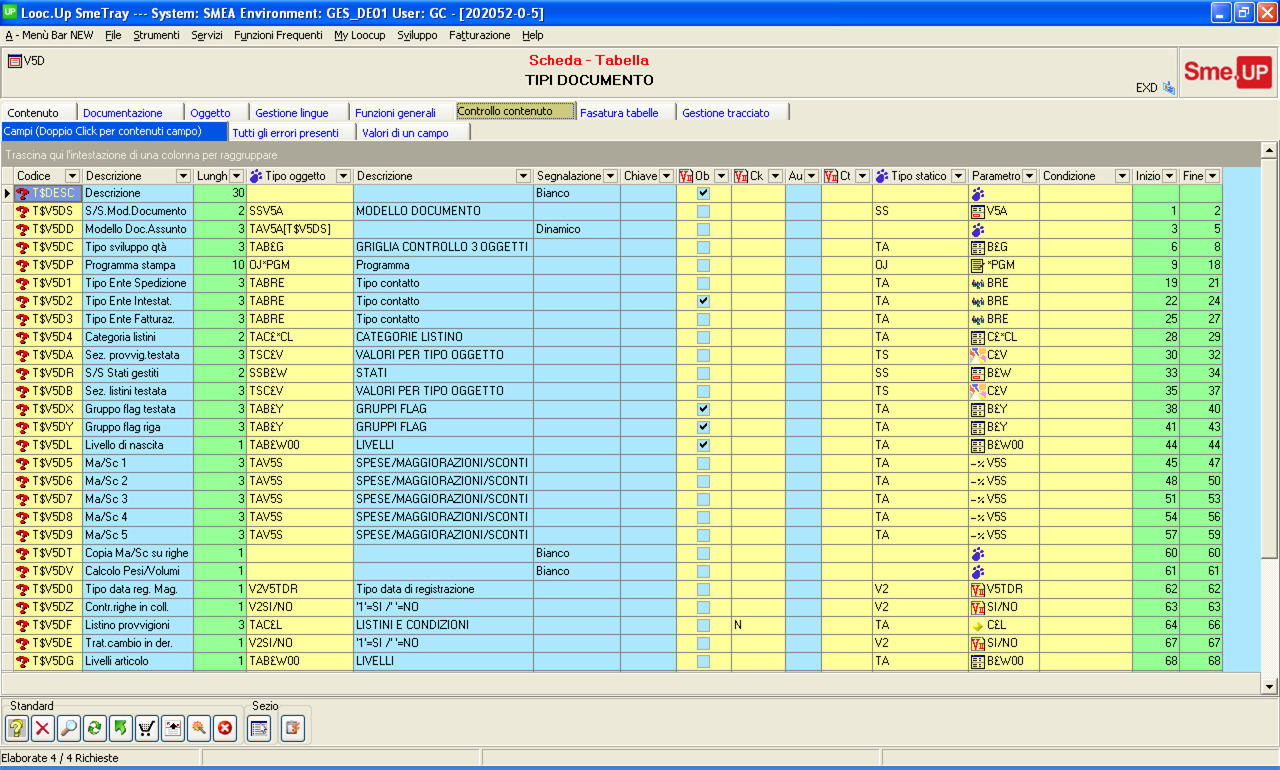 UP Looc.Up SmeTray --- System: SMEA Environment: GES_DE01 User: GC - [202052-0-5]
A - Menù Bar NEW File Strumenti Servizi Funzioni Frequenti My Loocup Sviluppo Fatturazione Help
V5D
Scheda - Tabella
TIPI DOCUMENTO
EXD
Sme.UP
Contenuto Documentazione Oggetto Gestione lingue Funzioni generali Controllo contenuto Fasatura tabelle Gestione tracciato
Campi (Doppio Click per contenuti campo) Tutti gli errori presenti Valori di un campo
Trascina qui l'intestazione di una colonna per raggruppare
Codice Descrizione Lungh Tipo oggetto Descrizione Segnalazione Chiave Ob Ck Au Ct Tipo statico Parametro Condizione Inizio Fine
T$DESC Descrizione 30 Bianco
T$V5DS S/S.Mod.Documento 2 SSV5A MODELLO DOCUMENTO SS V5A 1 2
T$V5DD Modello Doc.Assunto 3 TAV5A[T$V5DS] Dinamico 3 5
T$V5DC Tipo sviluppo qtà 3 TAB£G GRIGLIA CONTROLLO 3 OGGETTI TA B£G 6 8
T$V5DP Programma stampa 10 OJ*PGM Programma OJ *PGM 9 18
T$V5D1 Tipo Ente Spedizione 3 TABRE Tipo contatto TA BRE 19 21
T$V5D2 Tipo Ente Intestat. 3 TABRE Tipo contatto TA BRE 22 24
T$V5D3 Tipo Ente Fatturaz. 3 TABRE Tipo contatto TA BRE 25 27
T$V5D4 Categoria listini 2 TAC£*CL CATEGORIE LISTINO TA C£*CL 28 29
T$V5DA Sez. provvig.testata 3 TSC£V VALORI PER TIPO OGGETTO TS C£V 30 32
T$V5DR S/S Stati gestiti 2 SSB£W STATI SS B£W 33 34
T$V5DB Sez. listini testata 3 TSC£V VALORI PER TIPO OGGETTO TS C£V 35 37
T$V5DX Gruppo flag testata 3 TAB£Y GRUPPI FLAG TA B£Y 38 40
T$V5DY Gruppo flag riga 3 TAB£Y GRUPPI FLAG TA B£Y 41 43
T$V5DL Livello di nascita 1 TAB£W00 LIVELLI TA B£W00 44 44
T$V5D5 Ma/Sc 1 3 TAV5S SPESE/MAGGIORAZIONI/SCONTI TA V5S 45 47
T$V5D6 Ma/Sc 2 3 TAV5S SPESE/MAGGIORAZIONI/SCONTI TA V5S 48 50
T$V5D7 Ma/Sc 3 3 TAV5S SPESE/MAGGIORAZIONI/SCONTI TA V5S 51 53
T$V5D8 Ma/Sc 4 3 TAV5S SPESE/MAGGIORAZIONI/SCONTI TA V5S 54 56
T$V5D9 Ma/Sc 5 3 TAV5S SPESE/MAGGIORAZIONI/SCONTI TA V5S 57 59
T$V5DT Copia Ma/Sc su righe 1 Bianco 60 60
T$V5DV Calcolo Pesi/Volumi 1 Bianco 61 61
T$V5D0 Tipo data reg. Mag. 1 V2V5TDR Tipo data di registrazione V2 V5TDR 62 62
T$V5DZ Contr.righe in coll. 1 V2SI/NO '1'=SI /' '=NO V2 SI/NO 63 63
T$V5DF Listino provvigioni 3 TAC£L LISTINI E CONDIZIONI N TA C£L 64 66
T$V5DE Trat.cambio in der. 1 V2SI/NO '1'=SI /' '=NO V2 SI/NO 67 67
T$V5DG Livelli articolo 1 TAB£W00 LIVELLI TA B£W00 68 68
Standard Sezio
Elaborate 4 / 4 Richieste